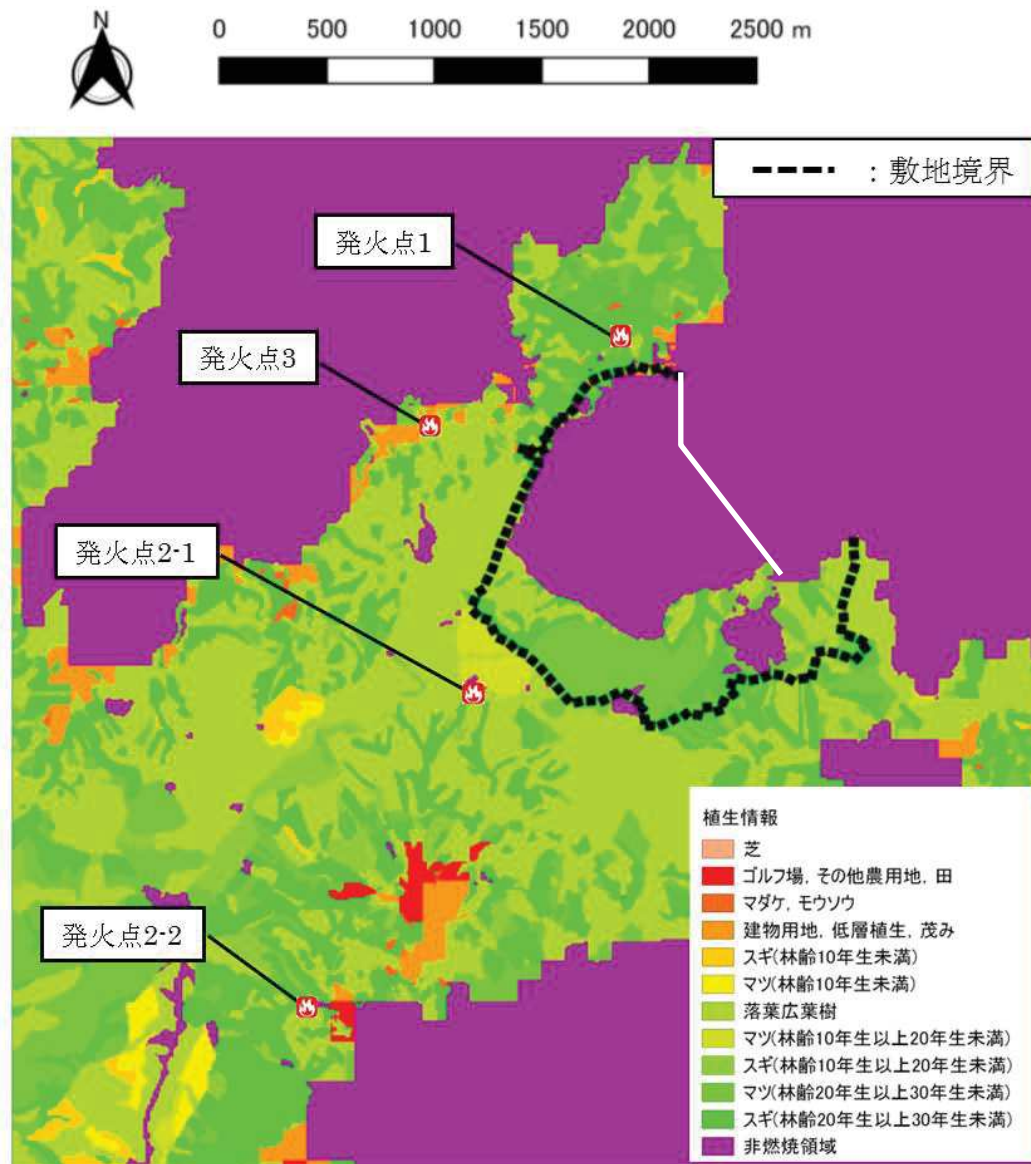 N
0 500 1000 1500 2000 2500 m
: 敷地境界
発火点1
発火点3
発火点2-1
発火点2-2
植生情報
芝
ゴルフ場, その他農用地, 田
マダケ, モウソウ
建物用地, 低層植生, 茂み
スギ(林齢10年生未満)
マツ(林齢10年生未満)
落葉広葉樹
マツ(林齢10年生以上20年生未満)
スギ(林齢10年生以上20年生未満)
マツ(林齢20年生以上30年生未満)
スギ(林齢20年生以上30年生未満)
非燃焼領域